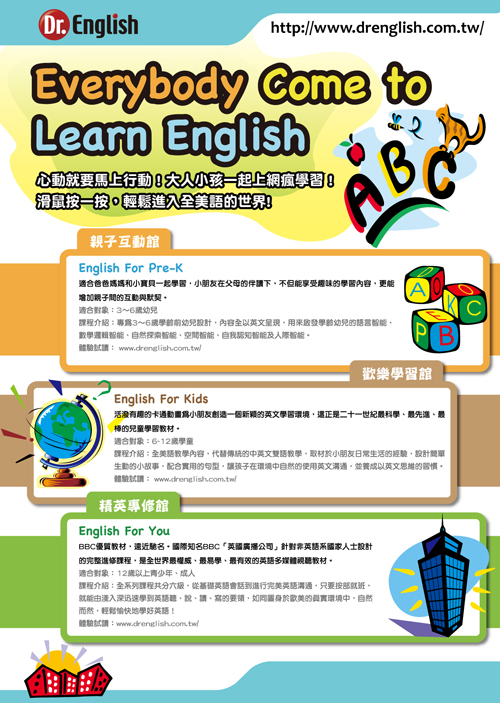 Dr. English
http://www.drenglish.com.tw/
Everybody Come to
Learn English
心動就要馬上行動！大人小孩一起上網瘋學習！
滑鼠按一按，輕鬆進入全美語的世界!
ABC
親子互動館
English For Pre-K
適合爸爸媽媽和小寶貝一起學習，小朋友在父母的伴讀下，不但能享受趣味的學習內容，更能
增加親子間的互動與默契。
適合對象：3～6歲幼兒
課程介紹：專為3～6歲學齡前幼兒設計，內容全以英文呈現，用來啟發學齡幼兒的語言智能、
數學邏輯智能、自然探索智能、空間智能、自我認知智能及人際智能。
體驗試讀： www.drenglish.com.tw/
A O K E C P B
歡樂學習館
English For Kids
活潑有趣的卡通動畫為小朋友創造一個新穎的英文學習環境，這正是二十一世紀最科學、最先進、最
棒的兒童學習教材。
適合對象：6-12歲學童
課程介紹：全美語教學內容，代替傳統的中英文雙語教學，取材於小朋友日常生活的經驗，設計簡單
生動的小故事，配合實用的句型，讓孩子在環境中自然的使用英文溝通，並養成以英文思維的習慣。
體驗試讀： www.drenglish.com.tw/
精英專修館
English For You
BBC優質教材，遠近馳名。國際知名BBC「英國廣播公司」針對非英語系國家人士設計
的完整進修課程，是全世界最權威、最易學、最有效的英語多媒體視聽教材。
適合對象： 12歲以上青少年、成人
課程介紹：全系列課程共分六級，從基礎英語會話到進行完美英語溝通，只要按部就班，
就能由淺入深迅速學到英語聽、說、讀、寫的要領，如同置身於歐美的真實環境中，自然
而然，輕鬆愉快地學好英語！
體驗試讀：www.drenglish.com.tw/